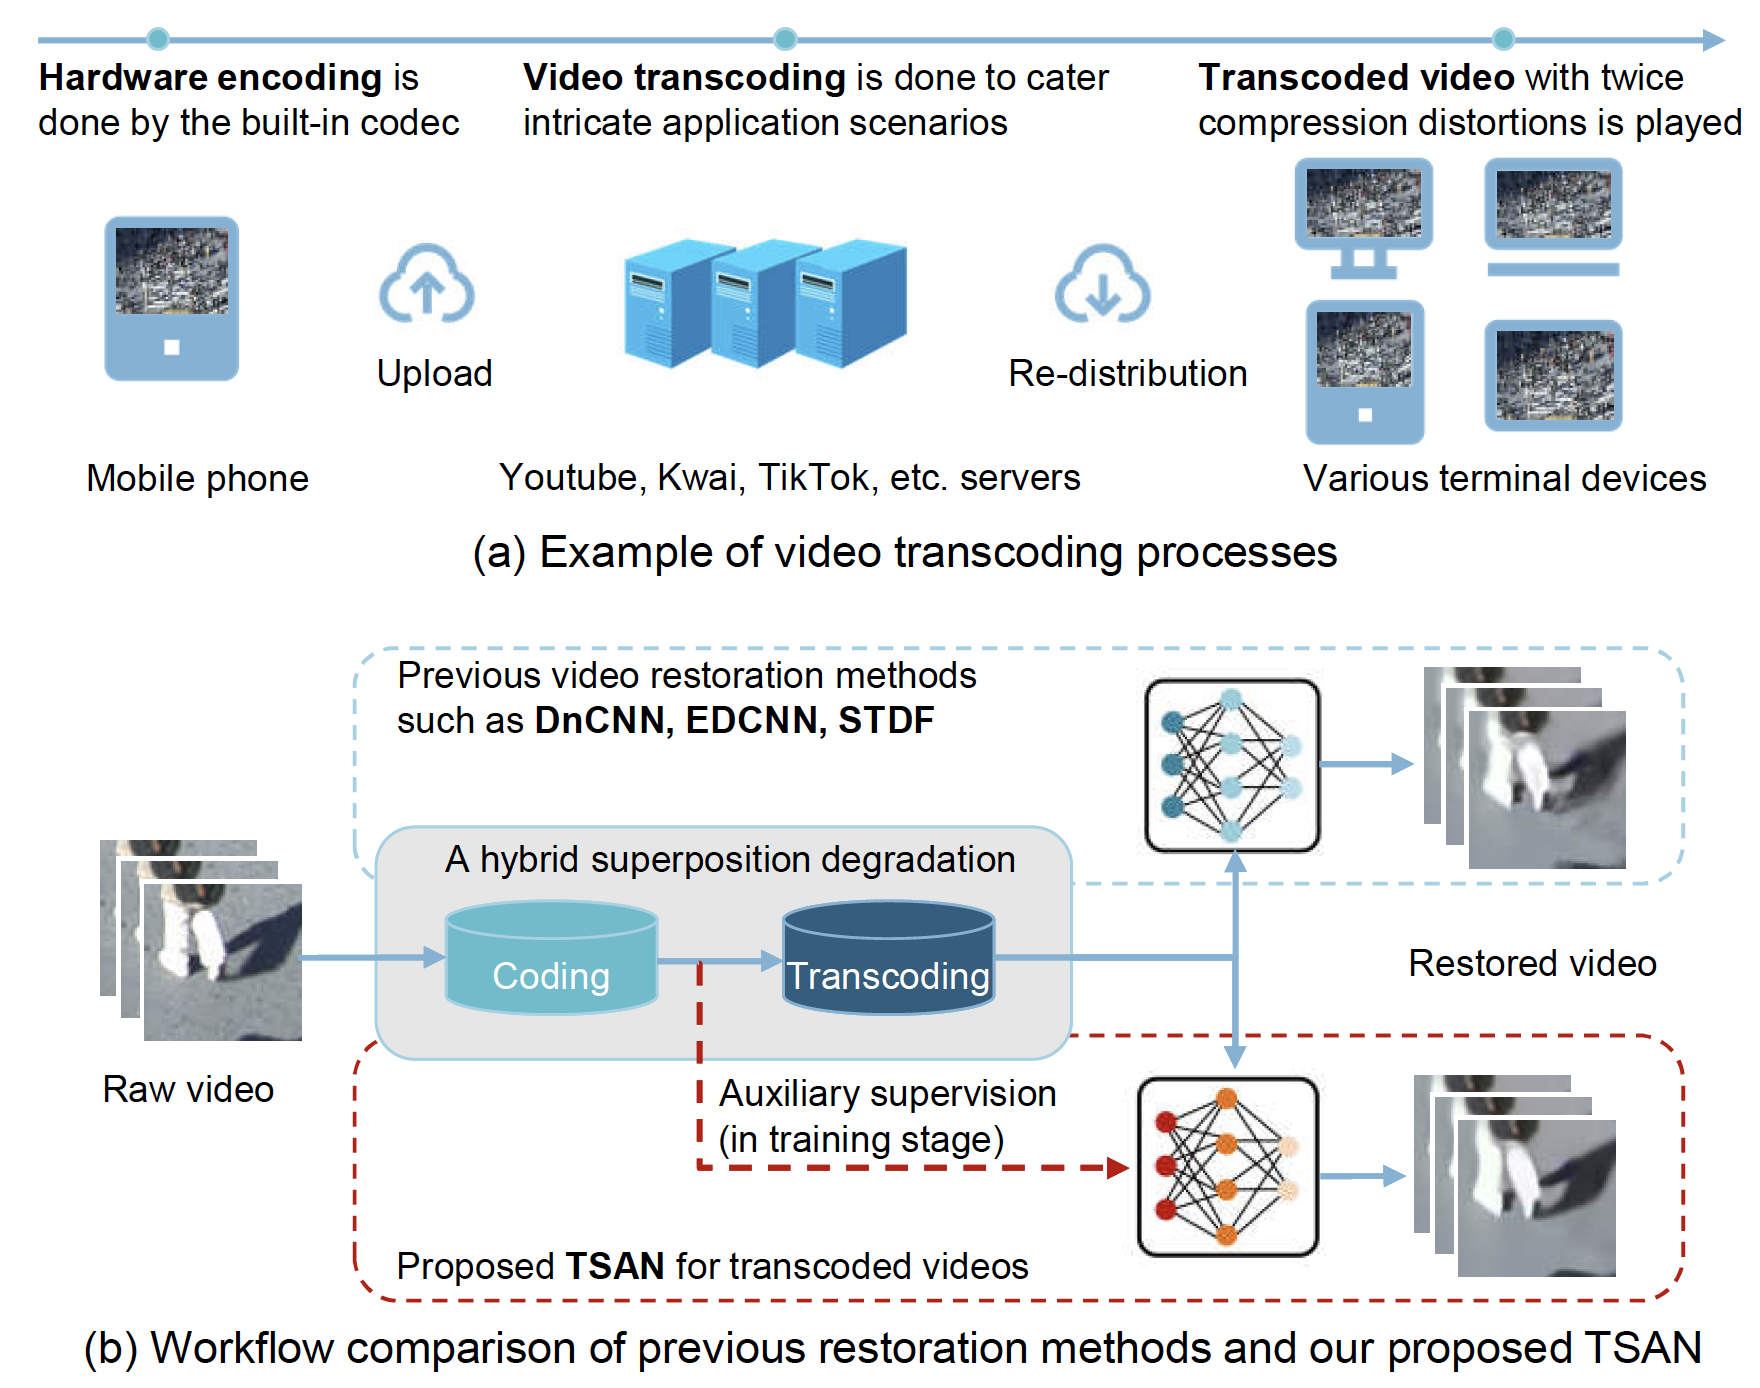 Hardware encoding is
done by the built-in codec
Video transcoding is done to cater
intricate application scenarios
Transcoded video with twice
compression distortions is played
Upload
Re-distribution
Mobile phone
Youtube, Kwai, TikTok, etc. servers
Various terminal devices
(a) Example of video transcoding processes
Previous video restoration methods
such as DnCNN, EDCNN, STDF
A hybrid superposition degradation
Coding
Transcoding
Restored video
Raw video
Auxiliary supervision
(in training stage)
Proposed TSAN for transcoded videos
(b) Workflow comparison of previous restoration methods and our proposed TSAN